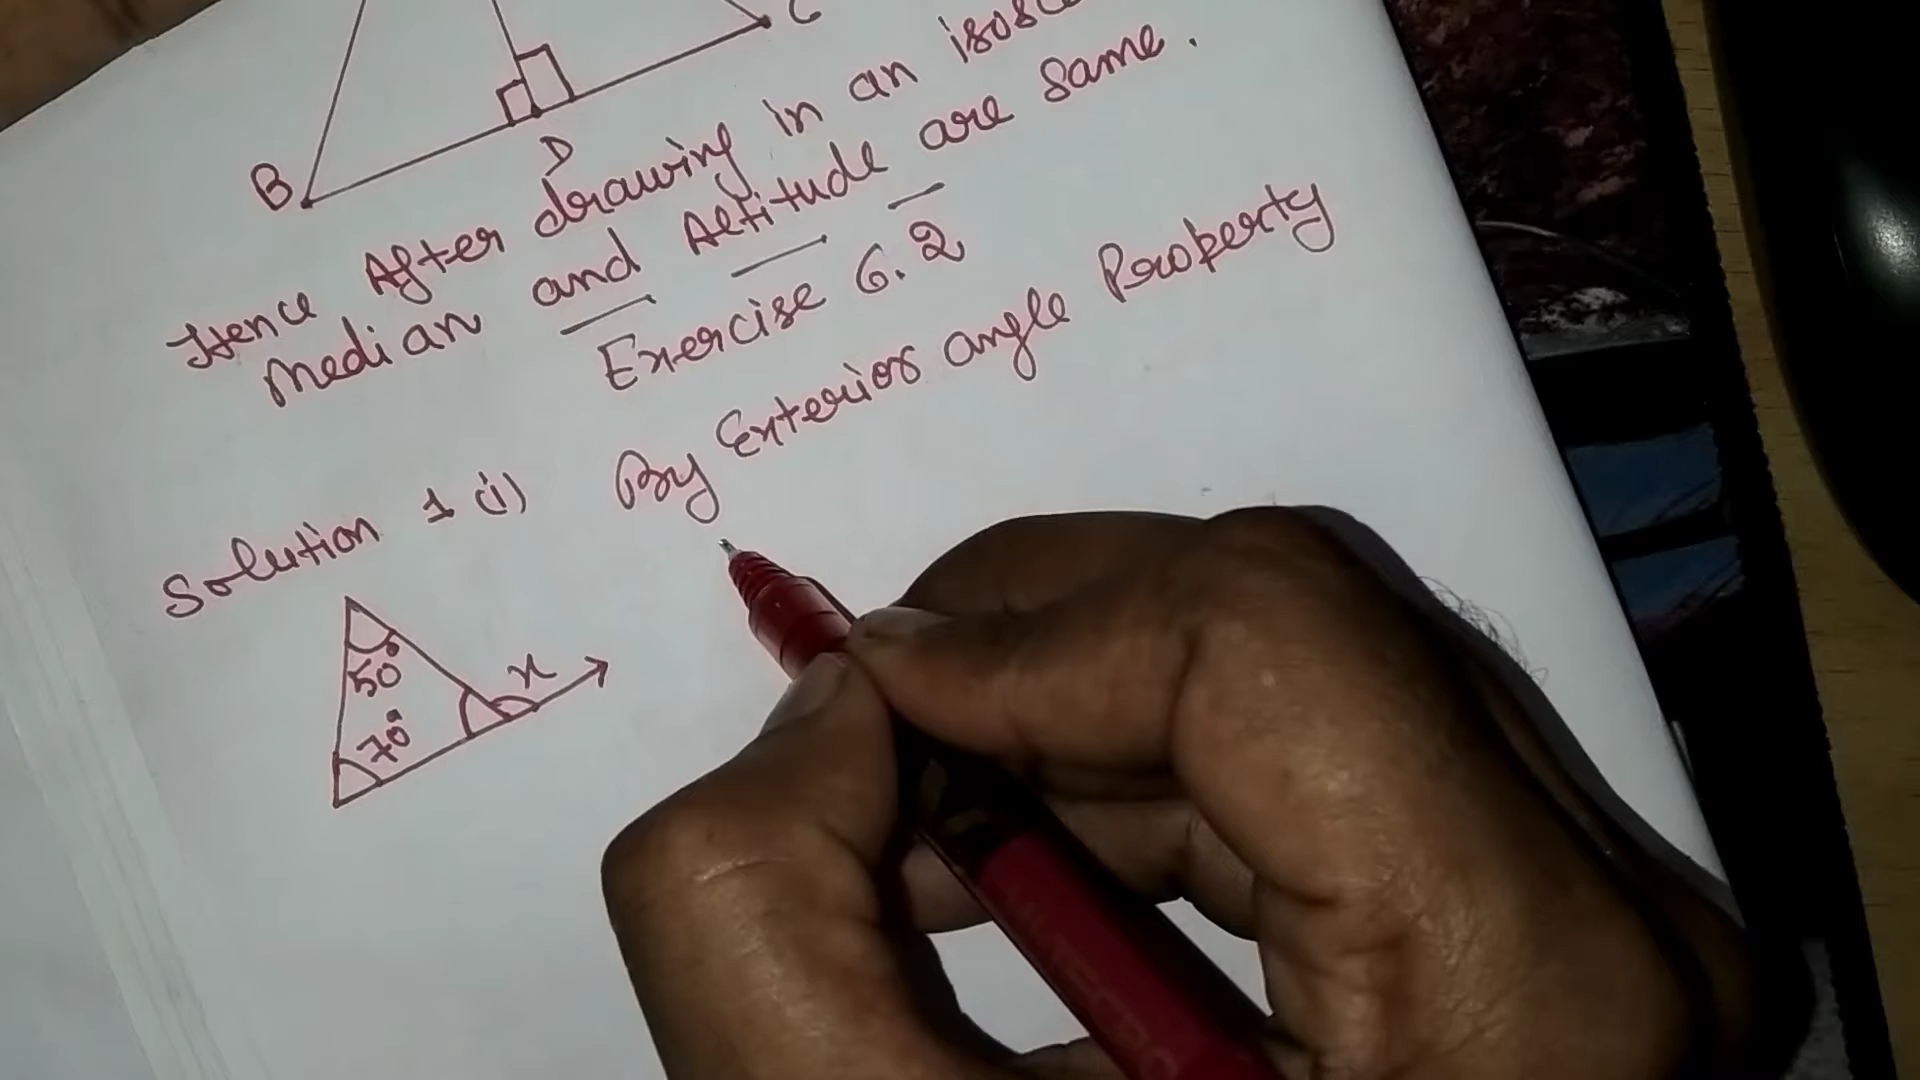 C
B
D
Hence After drawing in an
Median and Altitude are same.
Exercise 6.2
Solution 1 (i) By Exterior angle Property
50°
x
70°